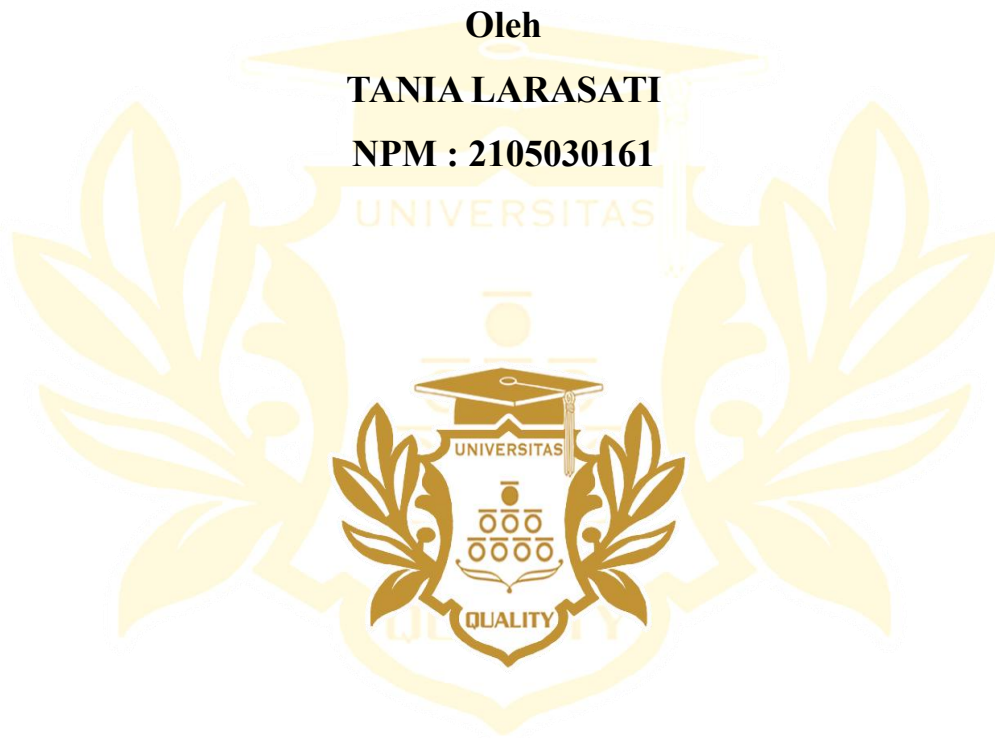 Oleh
TANIA LARASATI
NPM : 2105030161
UNIVERSITAS
UNIVERSITAS
QUALITY